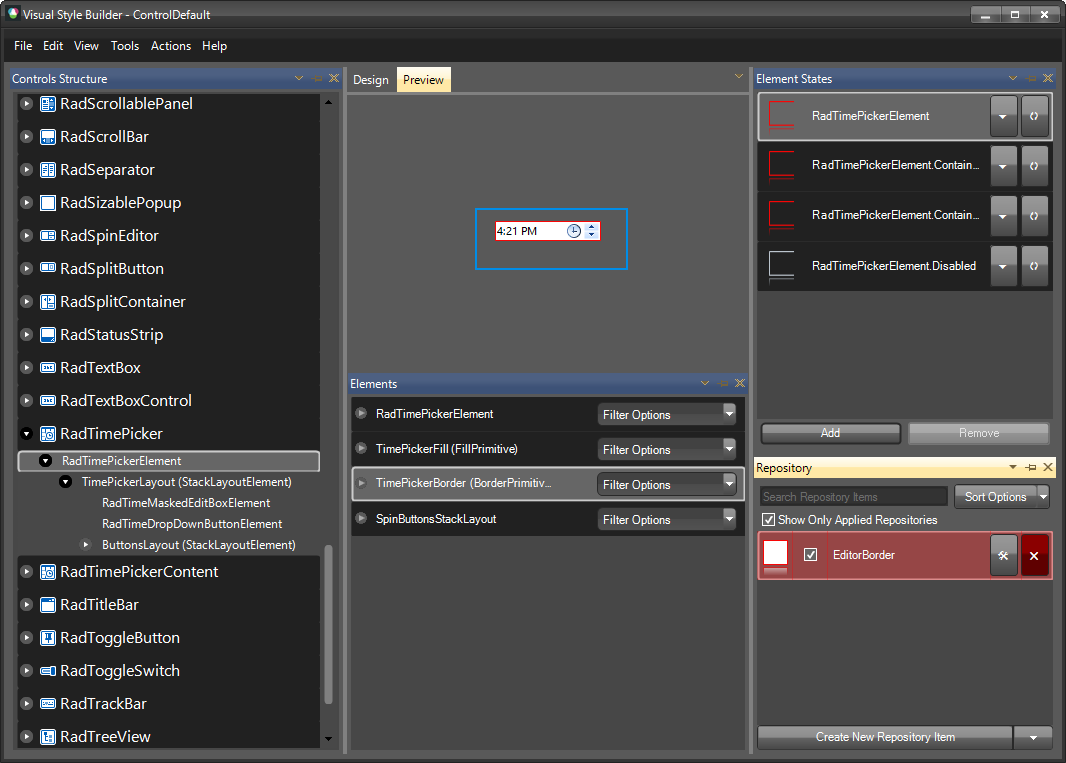 Visual Style Builder - ControlDefault
File Edit View Tools Actions Help
Controls Structure
RadScrollablePanel
RadScrollBar
RadSeparator
RadSizablePopup
RadSpinEditor
RadSplitButton
RadSplitContainer
RadStatusStrip
RadTextBox
RadTextBoxControl
RadTimePicker
RadTimePickerElement
TimePickerLayout (StackLayoutElement)
RadTimeMaskedEditBoxElement
RadTimeDropDownButtonElement
ButtonsLayout (StackLayoutElement)
RadTimePickerContent
RadTitleBar
RadToggleButton
RadToggleSwitch
RadTrackBar
RadTreeView
Design Preview
4:21 PM
Elements
RadTimePickerElement Filter Options
TimePickerFill (FillPrimitive) Filter Options
TimePickerBorder (BorderPrimitiv... Filter Options
SpinButtonsStackLayout Filter Options
Element States
RadTimePickerElement
RadTimePickerElement.Contain...
RadTimePickerElement.Contain...
RadTimePickerElement.Disabled
Add Remove
Repository
Search Repository Items Sort Options
Show Only Applied Repositories
EditorBorder
Create New Repository Item